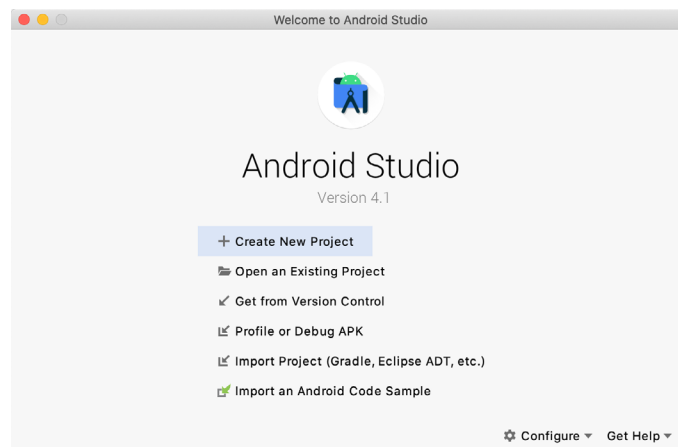 Welcome to Android Studio
Android Studio
Version 4.1
Create New Project
Open an Existing Project
Get from Version Control
Profile or Debug APK
Import Project (Gradle, Eclipse ADT, etc.)
Import an Android Code Sample
Configure Get Help